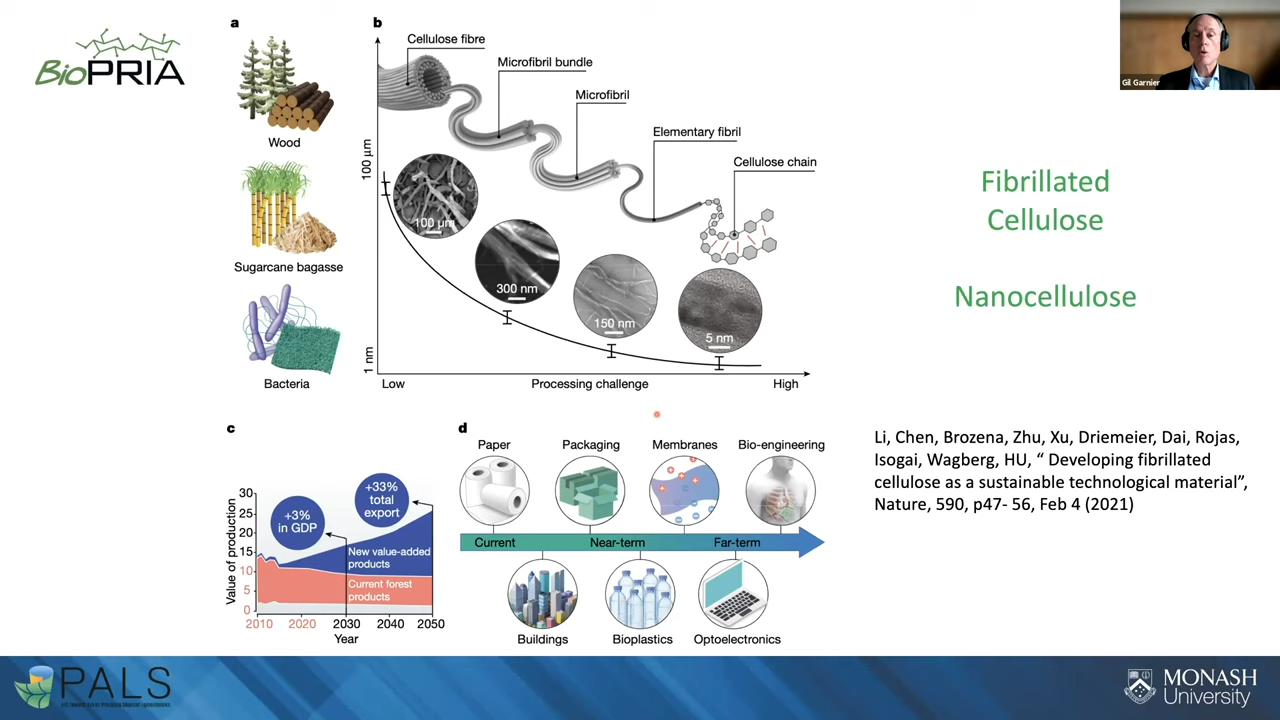 BioPRIA
a
Wood
Sugarcane bagasse
Bacteria
b
Cellulose fibre
Microfibril bundle
Microfibril
Elementary fibril
Cellulose chain
100 µm
1 nm
100 µm
300 nm
150 nm
5 nm
Low
Processing challenge
High
Gil Garnier
Fibrillated
Cellulose
Nanocellulose
c
Value of production
30
25
20
15
10
5
0
+3%
in GDP
+33%
total
export
New value-added
products
Current forest
products
2010
2020
2030
2040
2050
Year
d
Paper
Packaging
Membranes
Bio-engineering
Current
Near-term
Far-term
Buildings
Bioplastics
Optoelectronics
Li, Chen, Brozena, Zhu, Xu, Driemeier, Dai, Rojas,
Isogai, Wagberg, HU, “ Developing fibrillated
cellulose as a sustainable technological material”,
Nature, 590, p47- 56, Feb 4 (2021)
PALS
MONASH
University